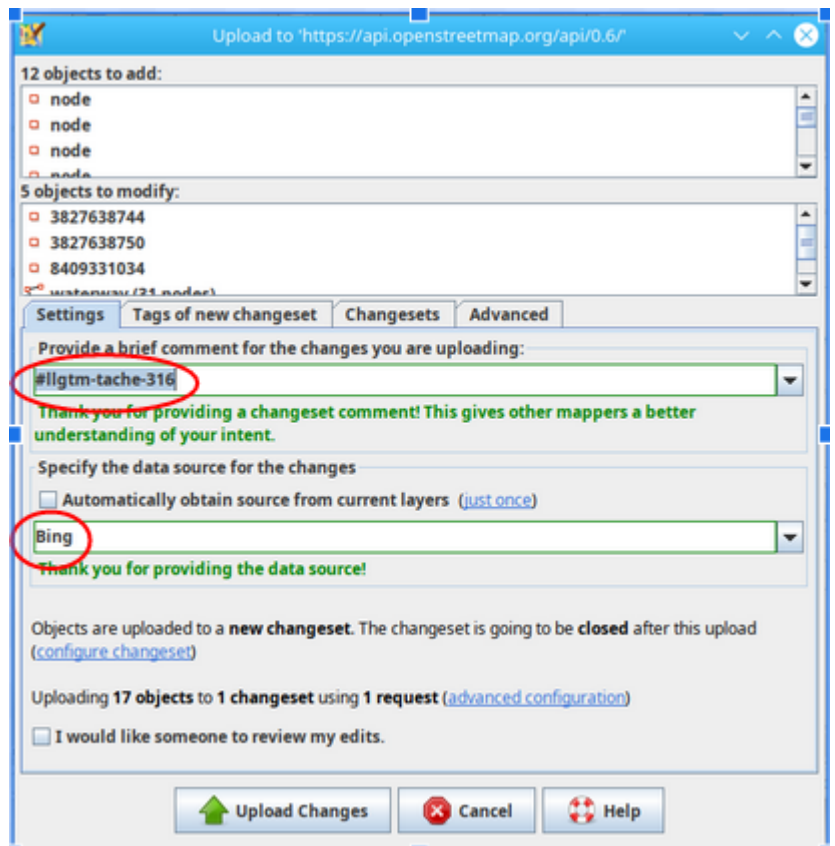 Upload to 'https://api.openstreetmap.org/api/0.6/'
12 objects to add:
node
node
node
node
5 objects to modify:
3827638744
3827638750
8409331034
waterway (31 nodes)
Settings Tags of new changeset Changesets Advanced
Provide a brief comment for the changes you are uploading:
#llgtm-tache-316
Thank you for providing a changeset comment! This gives other mappers a better
understanding of your intent.
Specify the data source for the changes
Automatically obtain source from current layers (just once)
Bing
Thank you for providing the data source!
Objects are uploaded to a new changeset. The changeset is going to be closed after this upload
(configure changeset)
Uploading 17 objects to 1 changeset using 1 request (advanced configuration)
I would like someone to review my edits.
Upload Changes Cancel Help